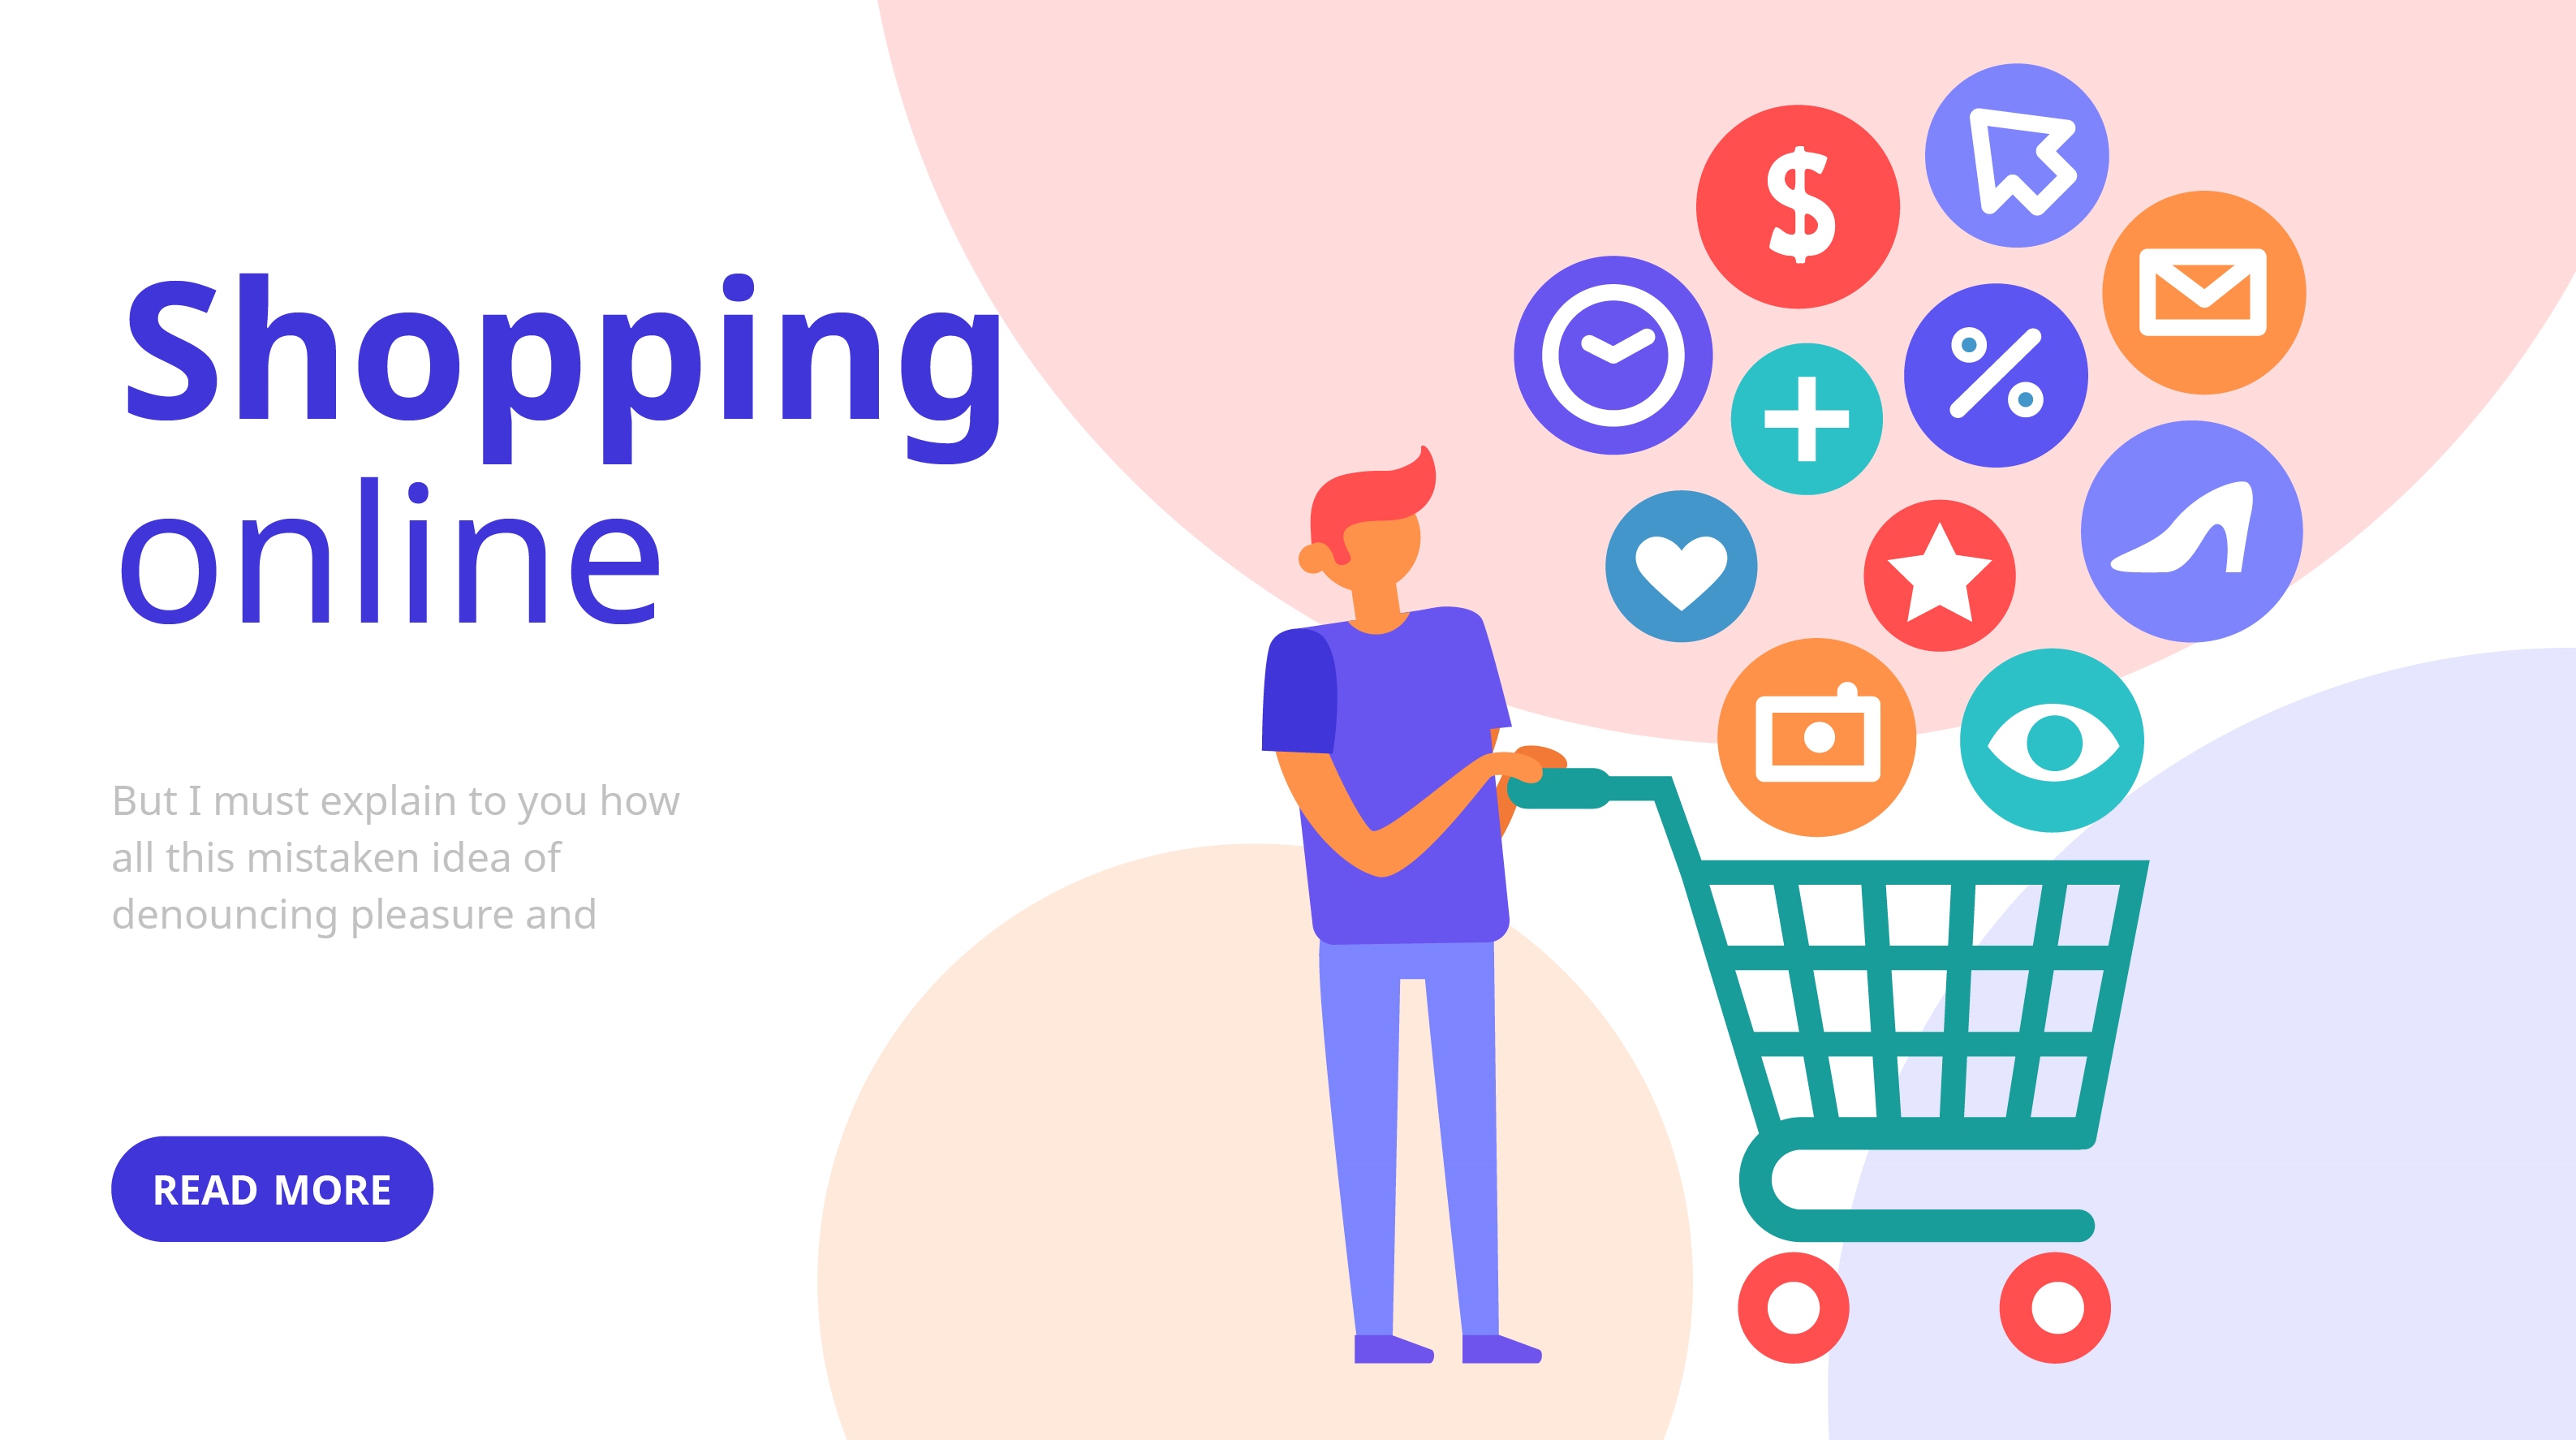 Shopping
online
But I must explain to you how
all this mistaken idea of
denouncing pleasure and
READ MORE
$
%